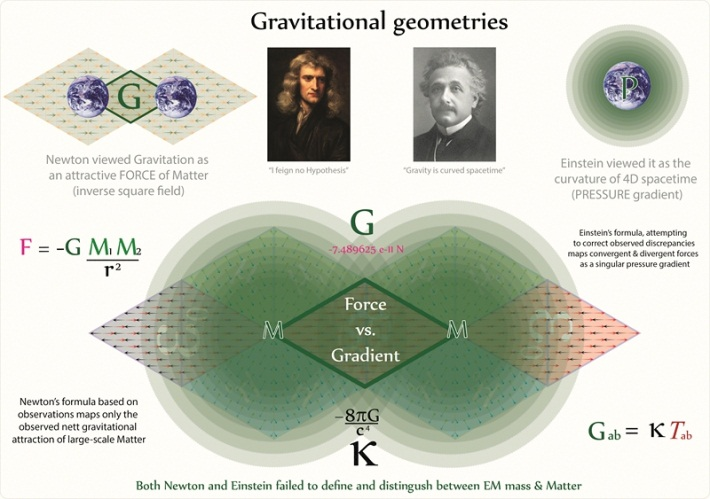 Gravitational geometries
G
P
Newton viewed Gravitation as
an attractive FORCE of Matter
(inverse square field)
"I feign no Hypothesis"
"Gravity is curved spacetime"
Einstein viewed it as the
curvature of 4D spacetime
(PRESSURE gradient)
G
-7.489625 e-11 N
F = -G M1 M2
r2
Einstein's formula, attempting
to correct observed discrepancies
maps convergent & divergent forces
as a singular pressure gradient
M
Force
vs.
Gradient
M
Newton's formula based on
observations maps only the
observed nett gravitational
attraction of large-scale Matter
-8πG
c4
K
Gab = κ Tab
Both Newton and Einstein failed to define and distingush between EM mass & Matter